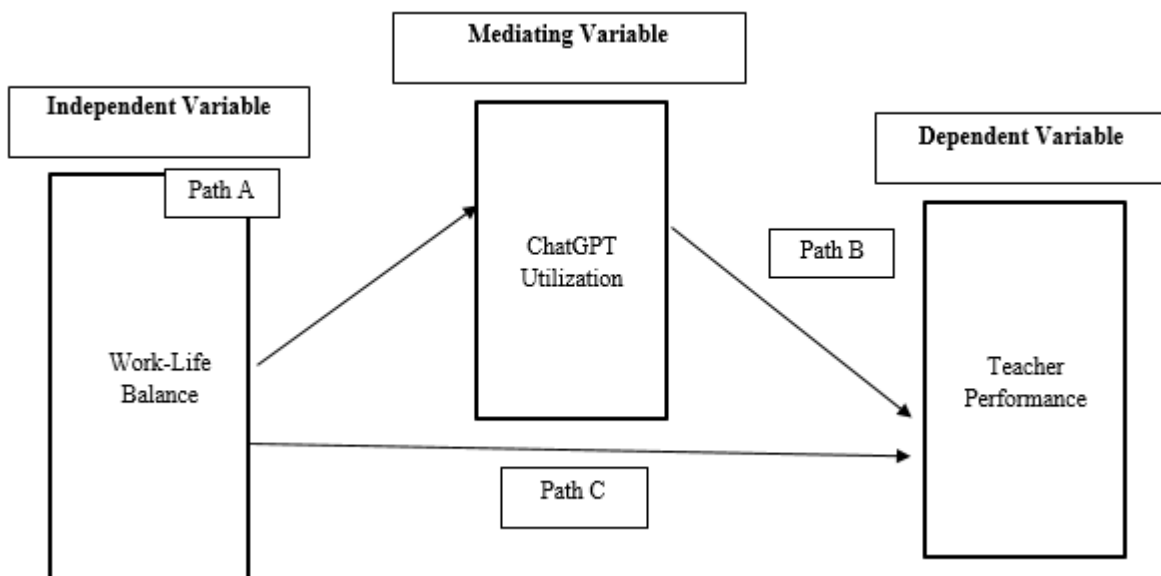 Mediating Variable
Independent Variable
Dependent Variable
Path A
ChatGPT
Utilization
Path B
Work-Life
Balance
Teacher
Performance
Path C